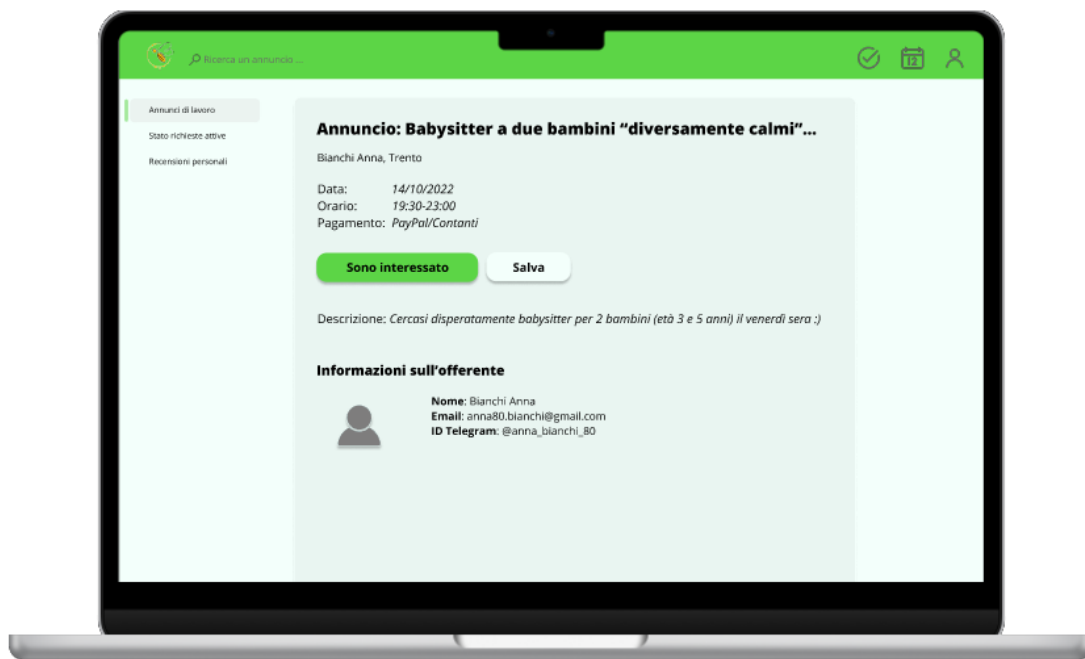 Ricerca un annuncio ...
12
Annunci di lavoro
Stato richieste attive
Recensioni personali
Annuncio: Babysitter a due bambini “diversamente calmi”...
Bianchi Anna, Trento
Data: 14/10/2022
Orario: 19:30-23:00
Pagamento: PayPal/Contanti
Sono interessato Salva
Descrizione: Cercasi disperatamente babysitter per 2 bambini (età 3 e 5 anni) il venerdì sera :)
Informazioni sull’offerente
Nome: Bianchi Anna
Email: anna80.bianchi@gmail.com
ID Telegram: @anna_bianchi_80